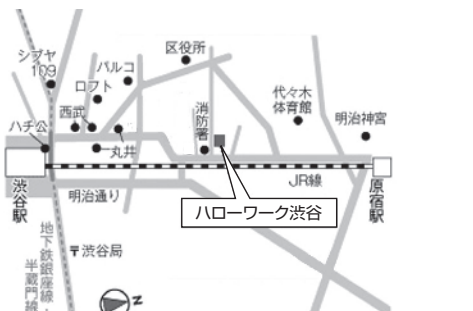 区役所
シブヤ
109
パルコ
ロフト
西武
代々木
体育館
消防署
明治神宮
ハチ公
丸井
JR線
渋谷駅
明治通り
原宿駅
ハローワーク渋谷
〒渋谷局
地下鉄銀座線・
半蔵門線
N